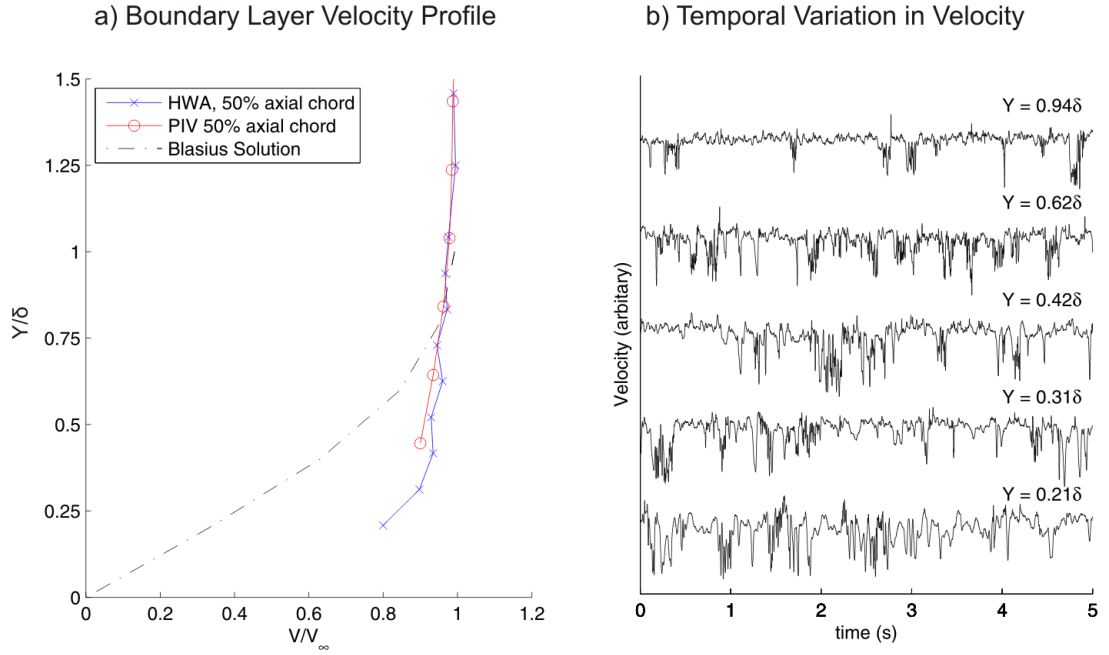 a) Boundary Layer Velocity Profile
b) Temporal Variation in Velocity
1.5
1.25
1
0.75
0.5
0.25
0
Y/δ
HWA, 50% axial chord
PIV 50% axial chord
Blasius Solution
0 0.2 0.4 0.6 0.8 1 1.2
V/V∞
Velocity (arbitary)
Y = 0.94δ
Y = 0.62δ
Y = 0.42δ
Y = 0.31δ
Y = 0.21δ
0 1 2 3 4 5
time (s)